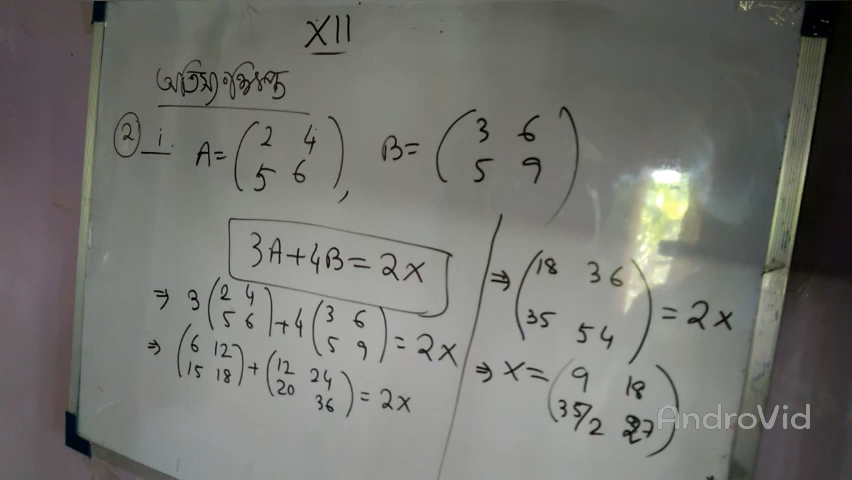 XII
অতিসংক্ষিপ্ত
② i. A = (2 4
5 6), B = (3 6
5 9)
3A + 4B = 2x
⇒ 3 (2 4
5 6) + 4 (3 6
5 9) = 2x
⇒ (6 12
15 18) + (12 24
20 36) = 2x
⇒ (18 36
35 54) = 2x
⇒ x = (9 18
35/2 27)
AndroVid